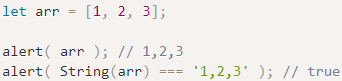 let arr = [1, 2, 3];
alert( arr ); // 1,2,3
alert( String(arr) === '1,2,3' ); // true